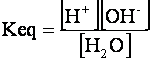 Keq = [H⁺][OH⁻]
[H₂O]